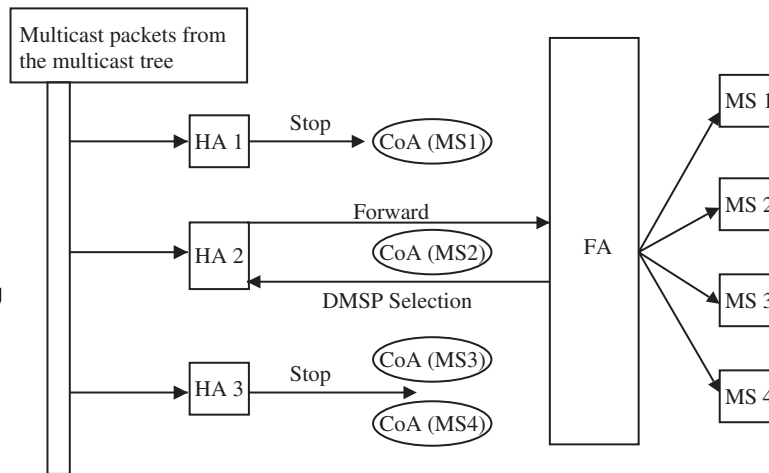 Multicast packets from
the multicast tree
HA 1
Stop
CoA (MS1)
HA 2
Forward
CoA (MS2)
DMSP Selection
HA 3
Stop
CoA (MS3)
CoA (MS4)
FA
MS 1
MS 2
MS 3
MS 4